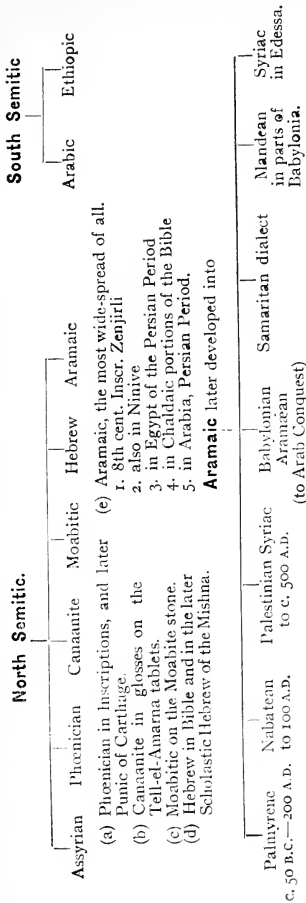 North Semitic.
South Semitic
Assyrian Phœnician Canaanite Moabitic Hebrew Aramaic
Arabic Ethiopic
(a) Phœnician in Inscriptions, and later
Punic of Carthage.
(b) Canaanite in glosses on the
Tell-el-Amarna tablets.
(c) Moabitic on the Moabite stone.
(d) Hebrew in Bible and in the later
Scholastic Hebrew of the Mishna.
(e) Aramaic, the most wide-spread of all.
1. 8th cent. Inscr. Zenjirli
2. also in Ninive
3. in Egypt of the Persian Period
4. in Chaldaic portions of the Bible
5. in Arabia, Persian Period.
Aramaic later developed into
Palmyrene Nabatean Palestinian Syriac Babylonian Samaritan dialect Mandean Syriac
c. 50 B.C.—200 A.D. to 100 A.D. to c. 500 A.D. Aramæan in parts of in Edessa.
(to Arab Conquest) Babylonia.